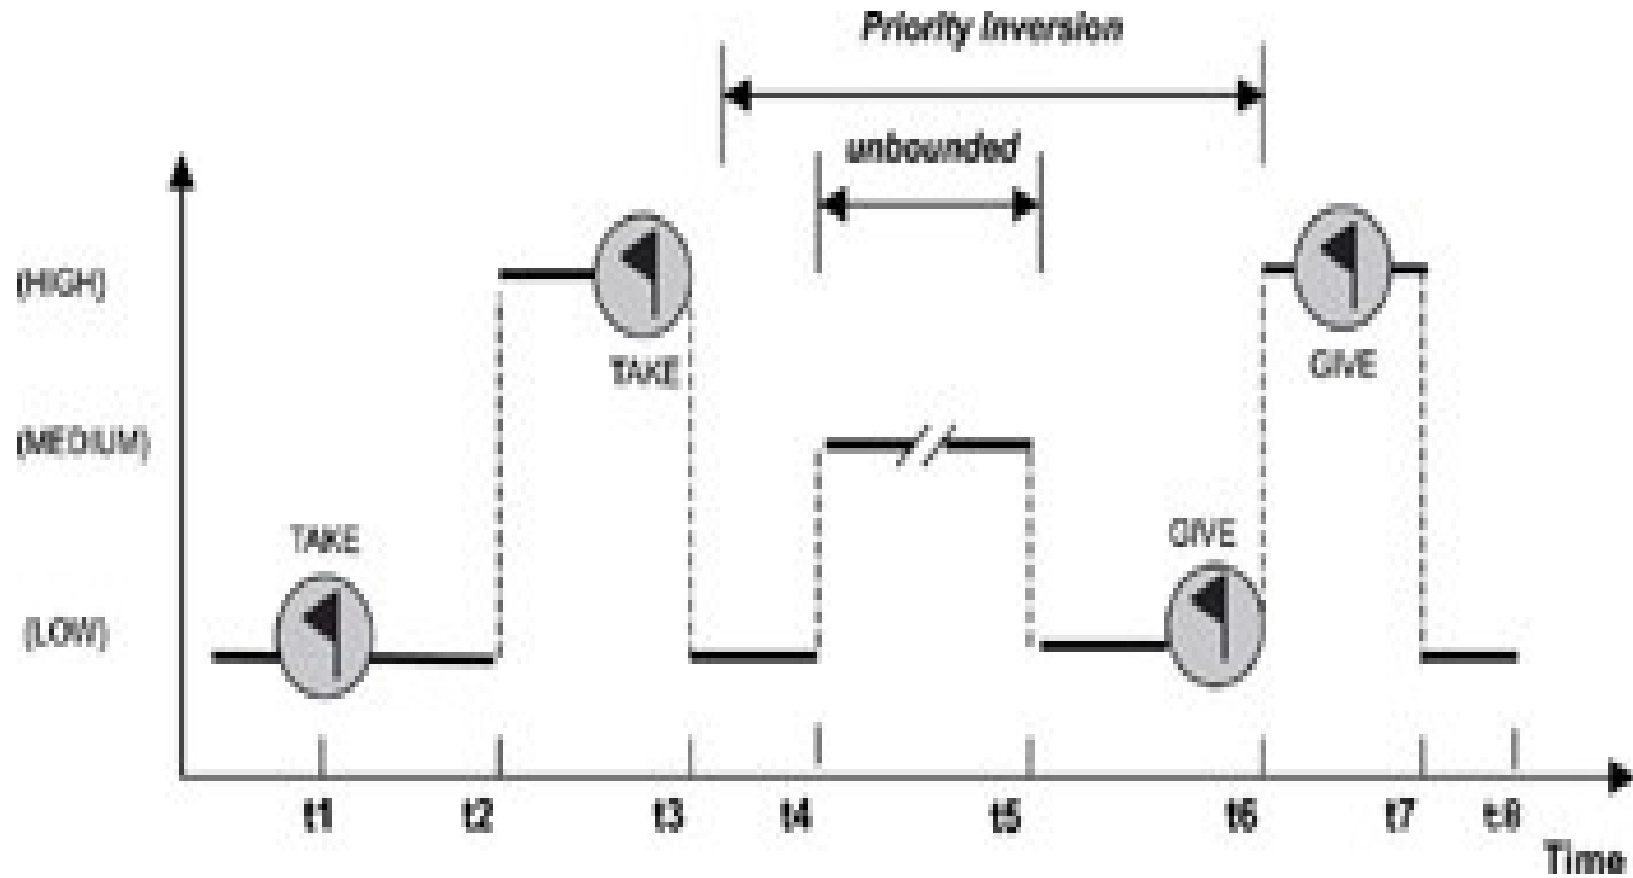 Priority Inversion
unbounded
(HIGH)
TAKE
GIVE
(MEDIUM)
TAKE
GIVE
(LOW)
t1 t2 t3 t4 t5 t6 t7 t8
Time